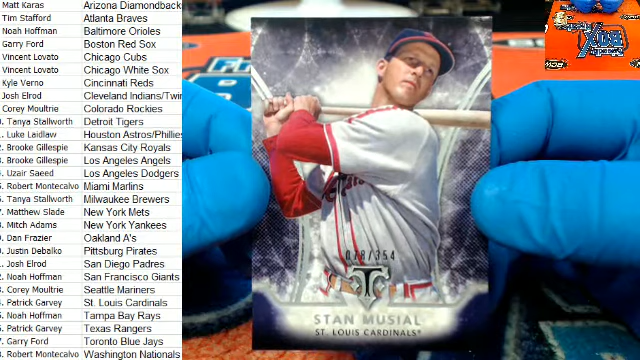 Matt Karas Arizona Diamondback
Tim Stafford Atlanta Braves
Noah Hoffman Baltimore Orioles
Garry Ford Boston Red Sox
Vincent Lovato Chicago Cubs
Vincent Lovato Chicago White Sox
Kyle Verno Cincinnati Reds
Josh Elrod Cleveland Indians/Twin
Corey Moultrie Colorado Rockies
Tanya Stallworth Detroit Tigers
Luke Laidlaw Houston Astros/Phillies
Brooke Gillespie Kansas City Royals
Brooke Gillespie Los Angeles Angels
Uzair Saeed Los Angeles Dodgers
Robert Montecalvo Miami Marlins
Tanya Stallworth Milwaukee Brewers
Matthew Slade New York Mets
Mitch Adams New York Yankees
Dan Frazier Oakland A's
Justin Debalko Pittsburg Pirates
Josh Elrod San Diego Padres
Noah Hoffman San Francisco Giants
Corey Moultrie Seattle Mariners
Patrick Garvey St. Louis Cardinals
Noah Hoffman Tampa Bay Rays
Patrick Garvey Texas Rangers
Garry Ford Toronto Blue Jays
Robert Montecalvo Washington Nationals
018/354
STAN MUSIAL
ST. LOUIS CARDINALS®